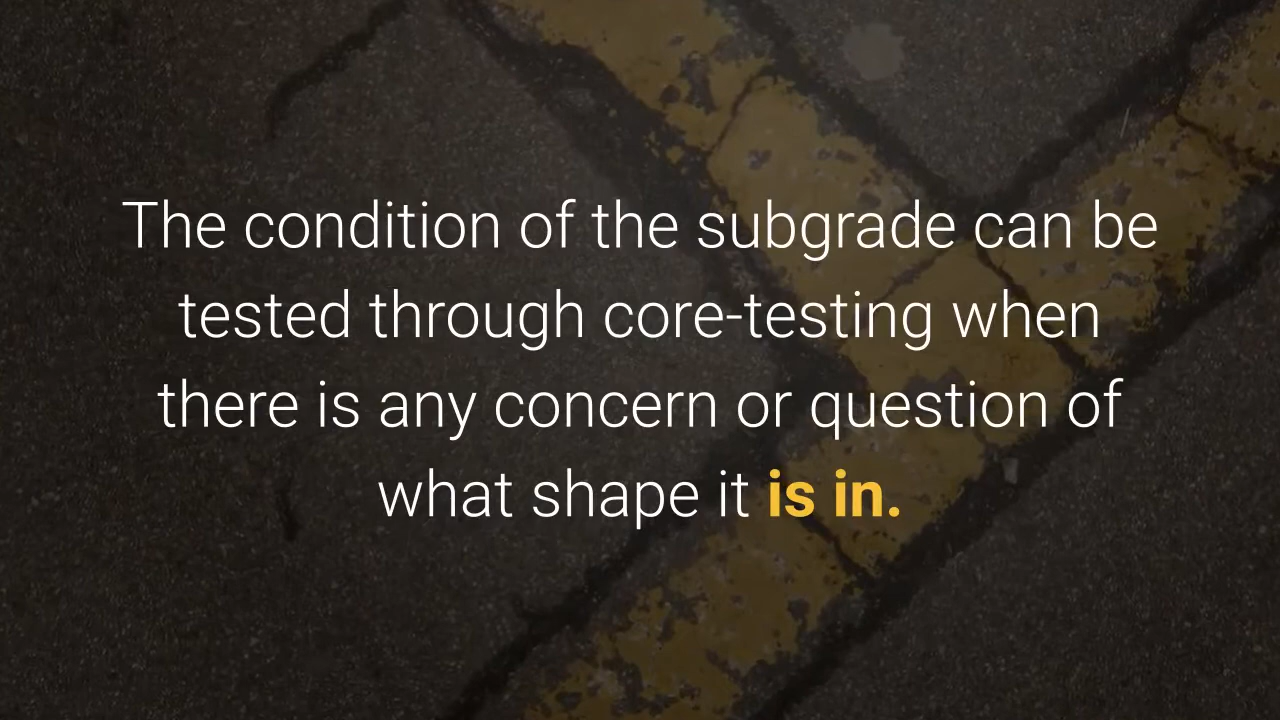 The condition of the subgrade can be
tested through core-testing when
there is any concern or question of
what shape it is in.